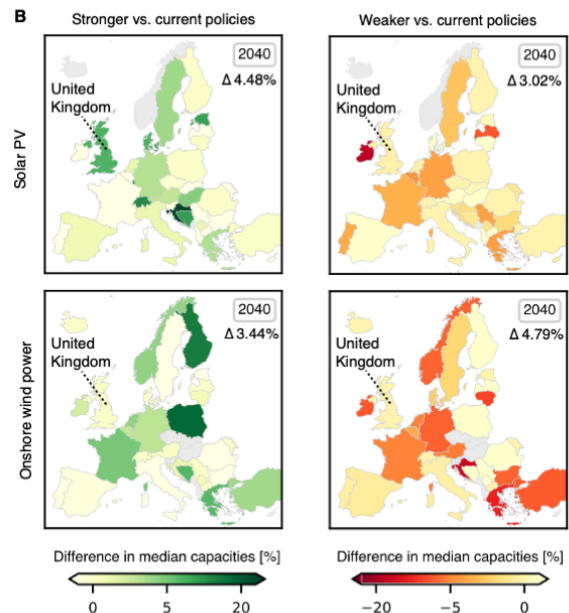 B
Stronger vs. current policies
Weaker vs. current policies
Solar PV
2040
Δ 4.48%
United
Kingdom
2040
Δ 3.02%
United
Kingdom
Onshore wind power
2040
Δ 3.44%
United
Kingdom
2040
Δ 4.79%
United
Kingdom
Difference in median capacities [%]
0 5 20
Difference in median capacities [%]
−20 −5 0